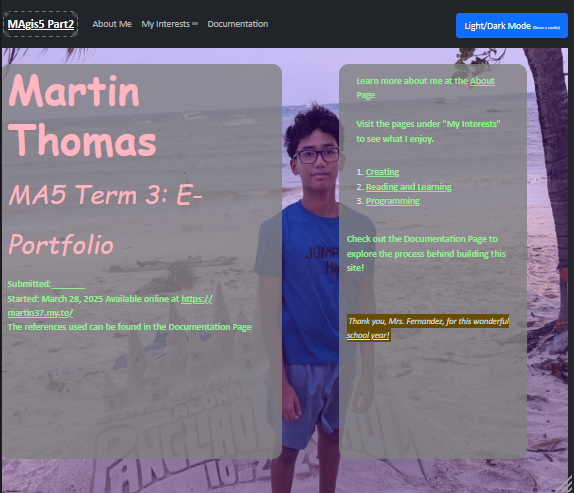 MAgis5 Part2
About Me
My Interests
Documentation
Light/Dark Mode
Martin
Thomas
MA5 Term 3: E-
Portfolio
Submitted:_______
Started: March 28, 2025 Available online at https://
martin37.my.to/
The references used can be found in the Documentation Page
Learn more about me at the About
Page
Visit the pages under "My Interests"
to see what I enjoy.
1. Creating
2. Reading and Learning
3. Programming
Check out the Documentation Page to
explore the process behind building this
site!
Thank you, Mrs. Fernandez, for this wonderful
school year!